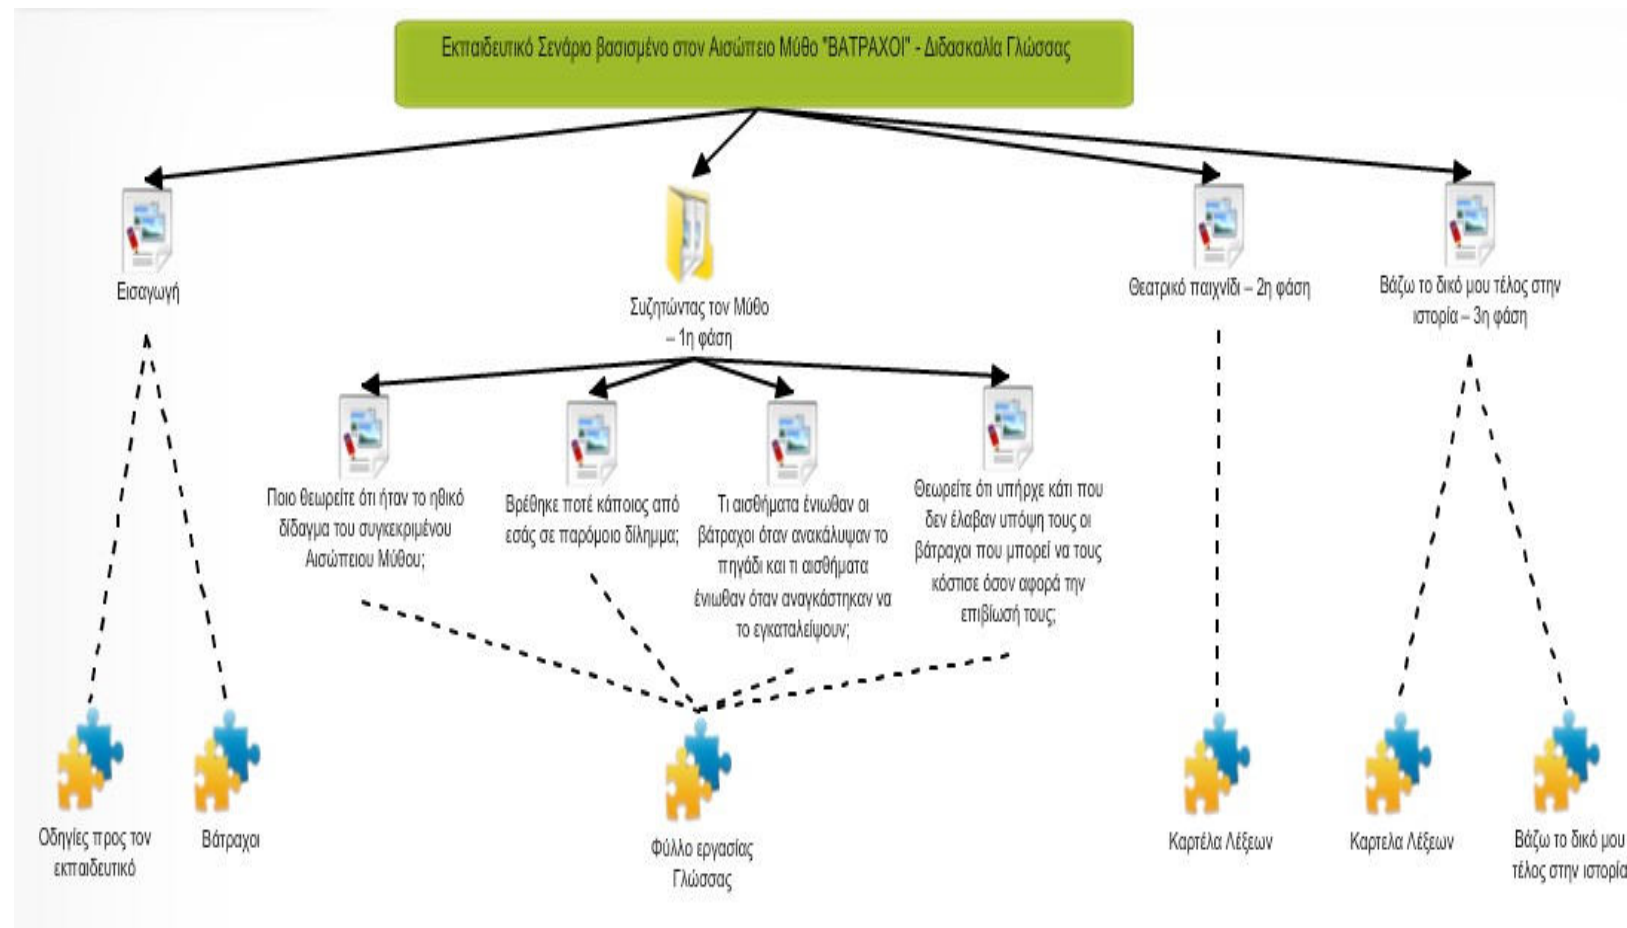 Εκπαιδευτικό Σενάριο βασισμένο στον Αισώπειο Μύθο "ΒΑΤΡΑΧΟΙ" - Διδασκαλία Γλώσσας
Εισαγωγή
Συζητώντας τον Μύθο
– 1η φάση
Θεατρικό παιχνίδι – 2η φάση
Βάζω το δικό μου τέλος στην
ιστορία – 3η φάση
Ποιο θεωρείτε ότι ήταν το ηθικό
δίδαγμα του συγκεκριμένου
Αισώπειου Μύθου;
Βρέθηκε ποτέ κάποιος από
εσάς σε παρόμοιο δίλημμα;
Τι αισθήματα ένιωθαν οι
βάτραχοι όταν ανακάλυψαν το
πηγάδι και τι αισθήματα
ένιωθαν όταν αναγκάστηκαν να
το εγκαταλείψουν;
Θεωρείτε ότι υπήρχε κάτι που
δεν έλαβαν υπόψη τους οι
βάτραχοι που μπορεί να τους
κόστισε όσον αφορά την
επιβίωσή τους;
Οδηγίες προς τον
εκπαιδευτικό
Βάτραχοι
Φύλλο εργασίας
Γλώσσας
Καρτέλα Λέξεων
Καρτελα Λέξεων
Βάζω το δικό μου
τέλος στην ιστορία